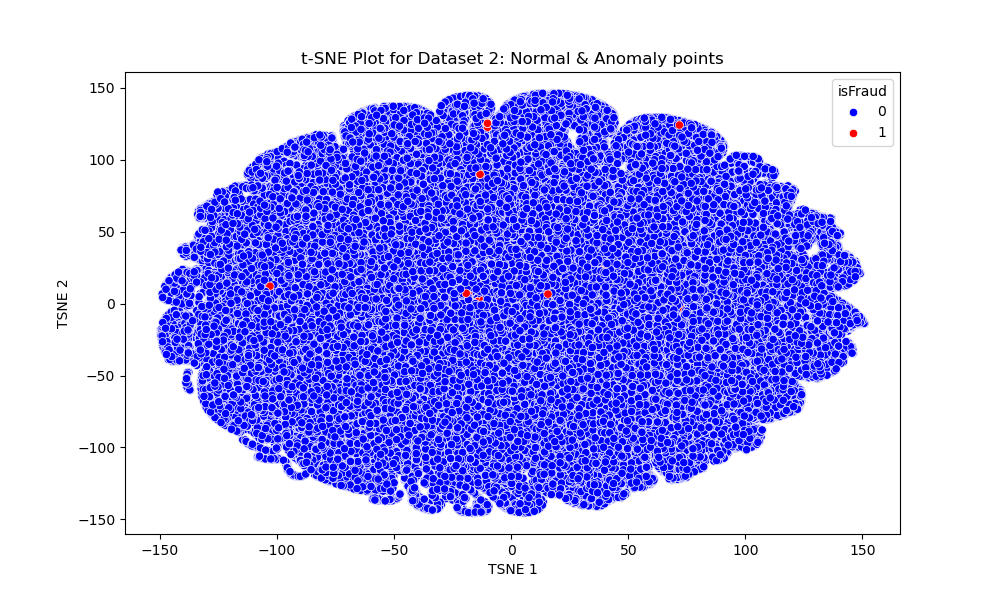 t-SNE Plot for Dataset 2: Normal & Anomaly points
isFraud
0
1
150
100
50
0
−50
−100
−150
TSNE 2
−150 −100 −50 0 50 100 150
TSNE 1